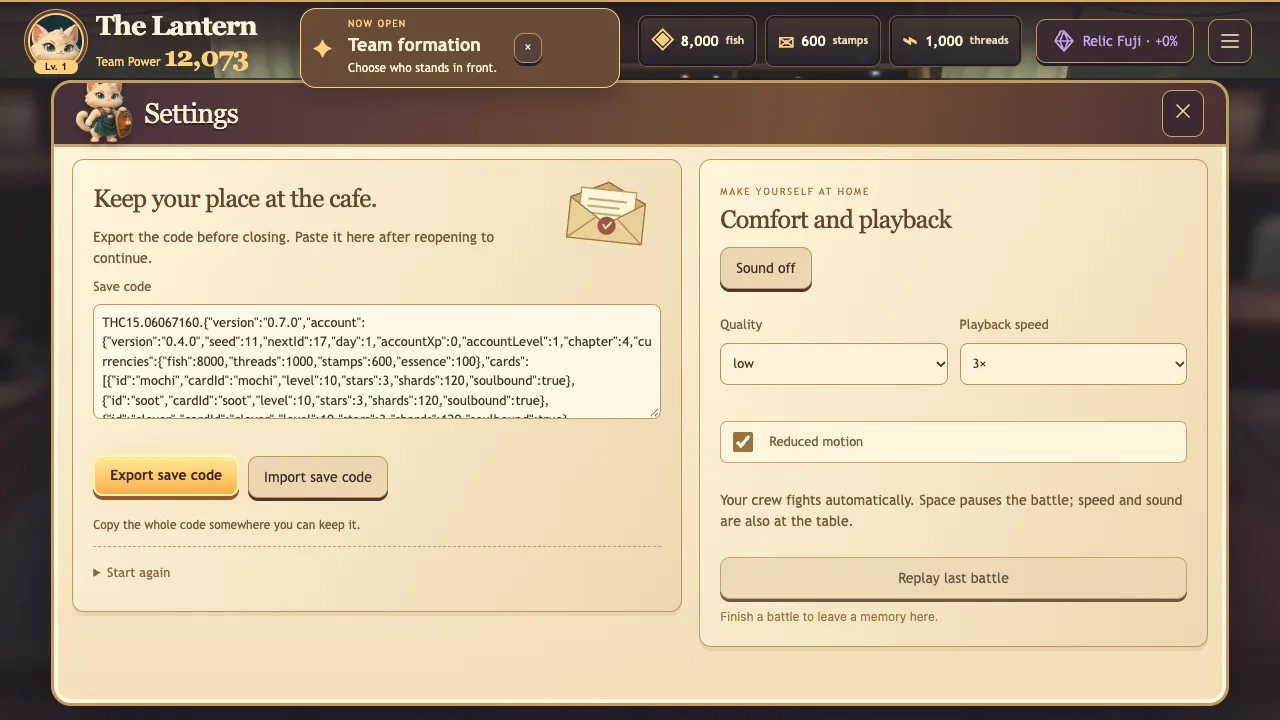 The Lantern
Lv. 1
Team Power 12,073
NOW OPEN
Team formation
Choose who stands in front.
×
8,000 fish
600 stamps
1,000 threads
Relic Fuji · +0%
Settings
Keep your place at the cafe.
Export the code before closing. Paste it here after reopening to
continue.
Save code
THC15.06067160.{"version":"0.7.0","account":
{"version":"0.4.0","seed":11,"nextId":17,"day":1,"accountXp":0,"accountLevel":1,"chapter":4,"cu
rrencies":{"fish":8000,"threads":1000,"stamps":600,"essence":100},"cards":
[{"id":"mochi","cardId":"mochi","level":10,"stars":3,"shards":120,"soulbound":true},
{"id":"soot","cardId":"soot","level":10,"stars":3,"shards":120,"soulbound":true},
Export save code
Import save code
Copy the whole code somewhere you can keep it.
Start again
MAKE YOURSELF AT HOME
Comfort and playback
Sound off
Quality
Playback speed
low
3×
Reduced motion
Your crew fights automatically. Space pauses the battle; speed and sound
are also at the table.
Replay last battle
Finish a battle to leave a memory here.